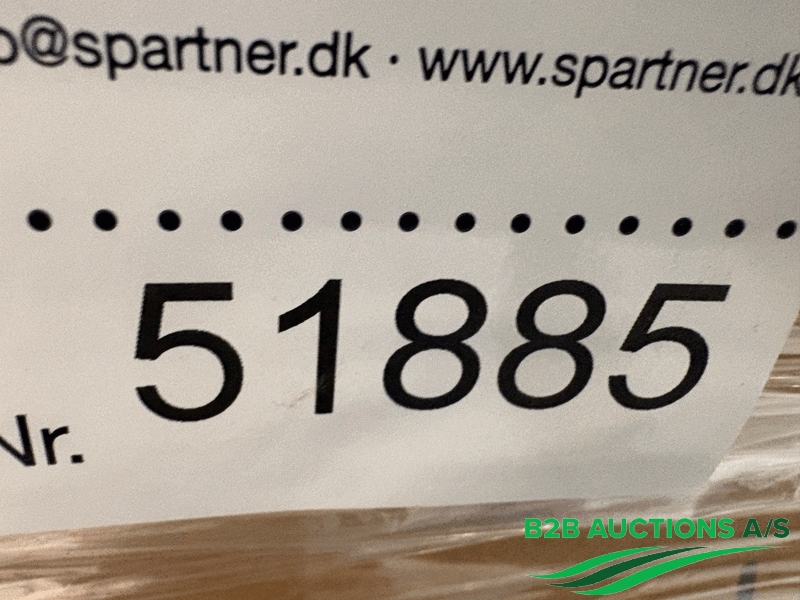 o@spartner.dk · www.spartner.dk
Nr. 51885
B2B AUCTIONS A/S